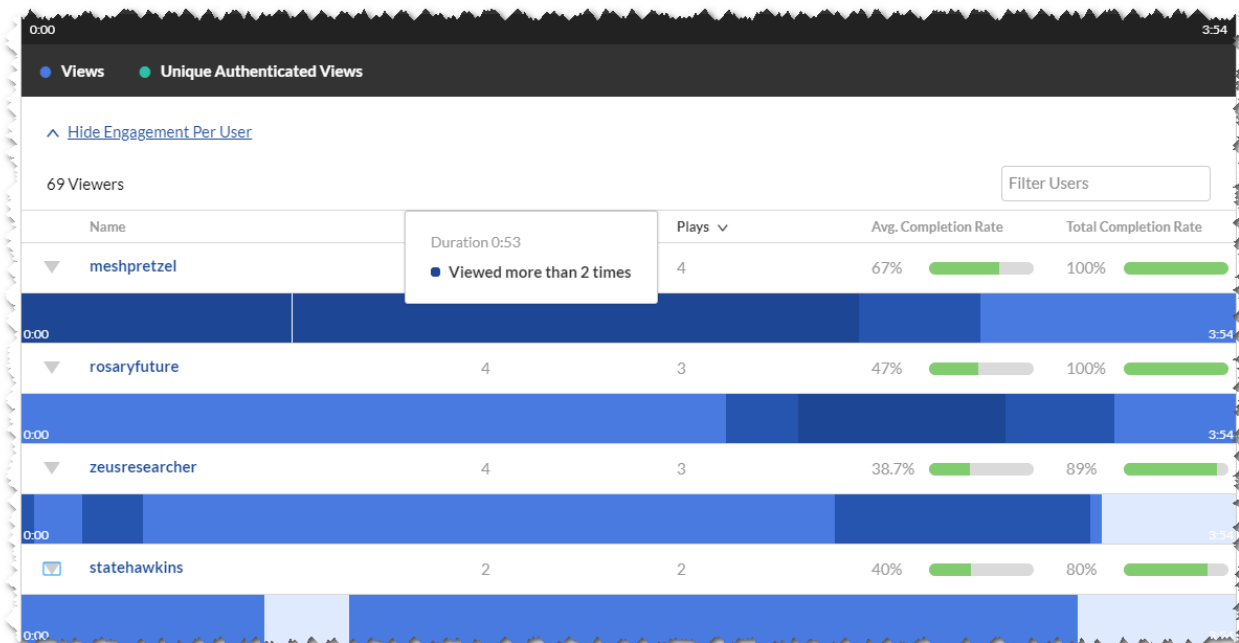 0:00 3:54
Views Unique Authenticated Views
Hide Engagement Per User
69 Viewers Filter Users
Name Plays Avg. Completion Rate Total Completion Rate
Duration 0:53
Viewed more than 2 times
meshpretzel 4 67% 100%
0:00 3:54
rosaryfuture 4 3 47% 100%
0:00 3:54
zeusresearcher 4 3 38.7% 89%
0:00 3:54
statehawkins 2 2 40% 80%
0:00